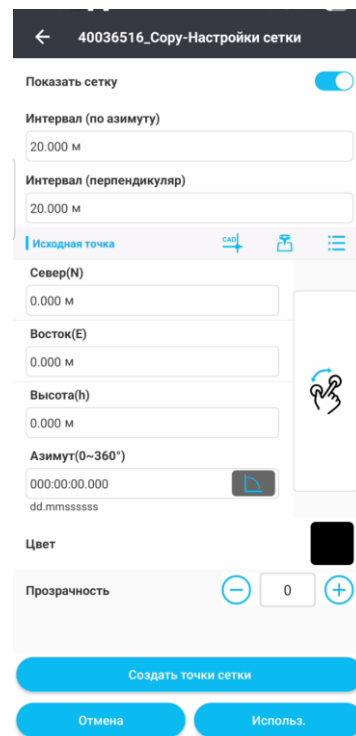 40036516_Copy-Настройки сетки
Показать сетку
Интервал (по азимуту)
20.000 м
Интервал (перпендикуляр)
20.000 м
Исходная точка
CAD
Север(N)
0.000 м
Восток(E)
0.000 м
Высота(h)
0.000 м
Азимут(0~360°)
000:00:00.000
dd.mmssssss
Цвет
Прозрачность
0
Создать точки сетки
Отмена
Использ.